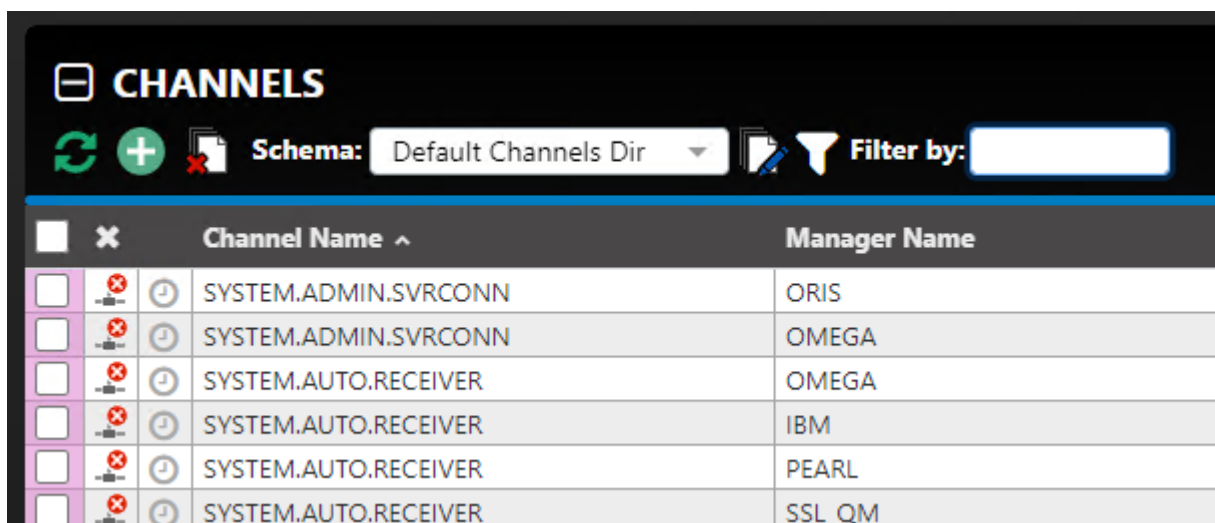 CHANNELS
Schema: Default Channels Dir Filter by:
Channel Name Manager Name
SYSTEM.ADMIN.SVRCONN ORIS
SYSTEM.ADMIN.SVRCONN OMEGA
SYSTEM.AUTO.RECEIVER OMEGA
SYSTEM.AUTO.RECEIVER IBM
SYSTEM.AUTO.RECEIVER PEARL
SYSTEM.AUTO.RECEIVER SSL_QM